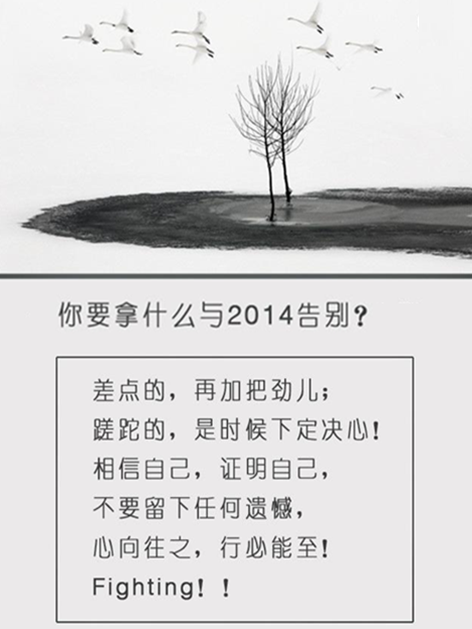 你要拿什么与2014告别？
差点的，再加把劲儿；
蹉跎的，是时候下定决心！
相信自己，证明自己，
不要留下任何遗憾，
心向往之，行必能至！
Fighting！！